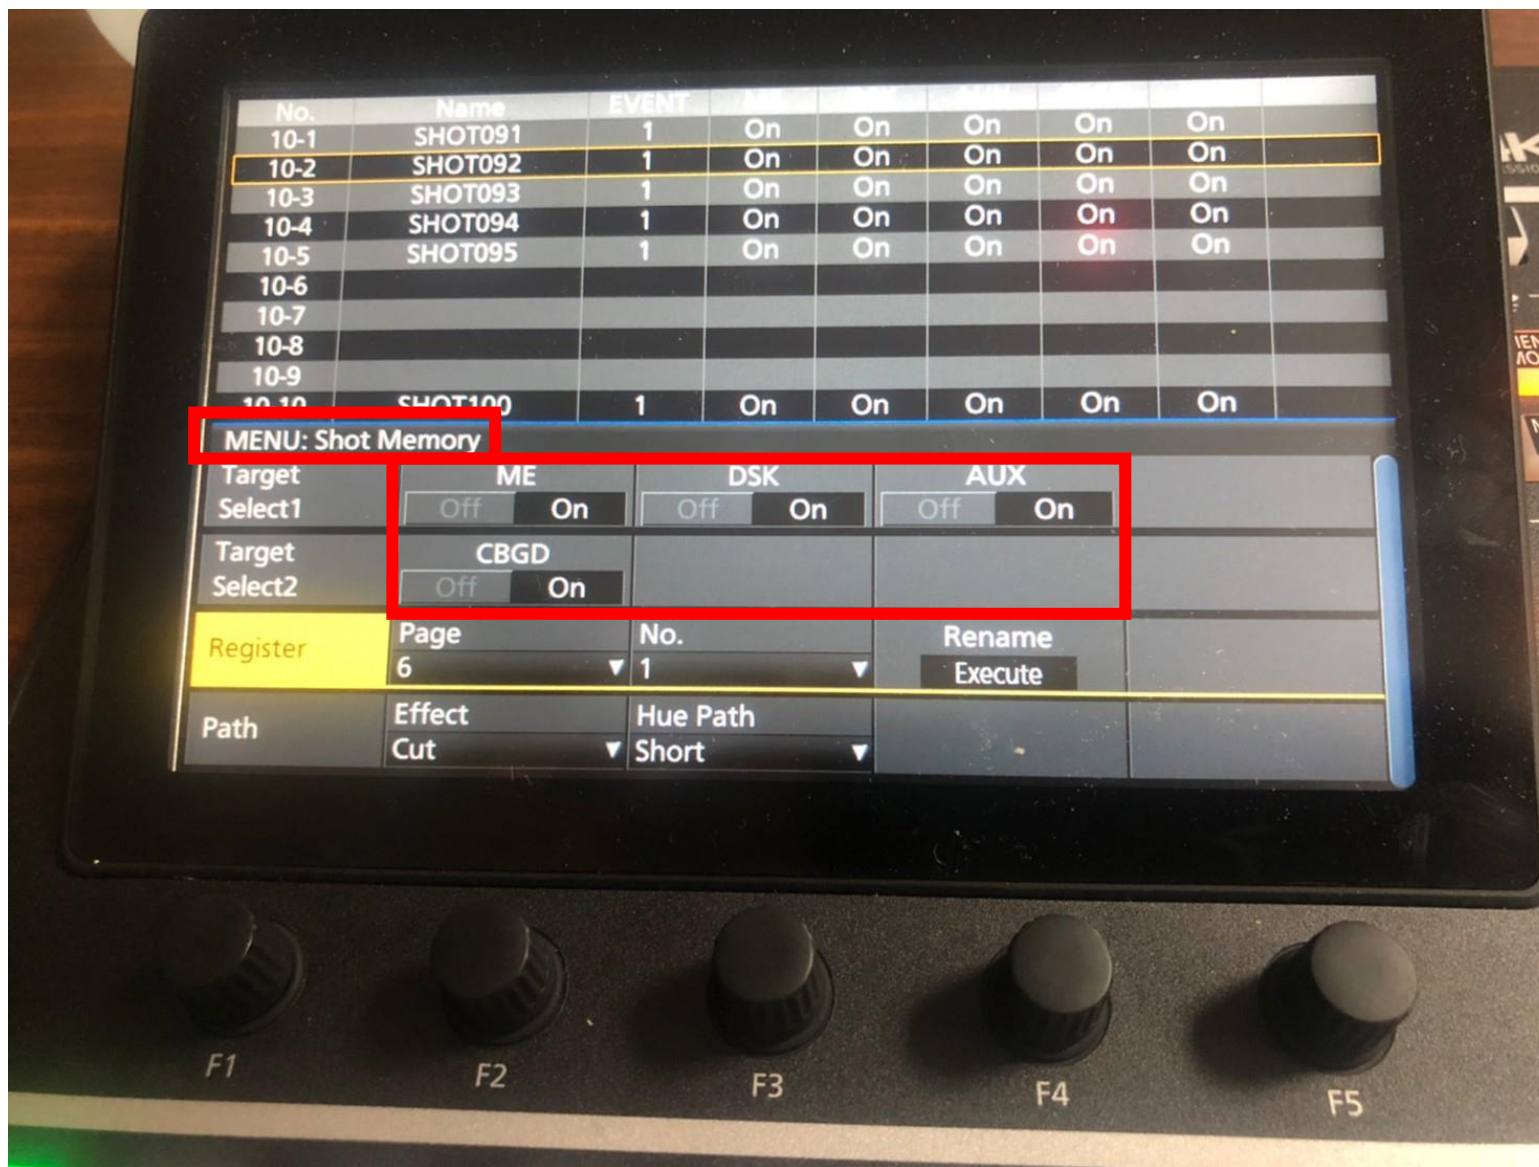 No. Name EVENT
10-1 SHOT091 1 On On On On On
10-2 SHOT092 1 On On On On On
10-3 SHOT093 1 On On On On On
10-4 SHOT094 1 On On On On On
10-5 SHOT095 1 On On On On On
10-6
10-7
10-8
10-9
10-10 SHOT100 1 On On On On On
MENU: Shot Memory
Target Select1
ME DSK AUX
Off On Off On Off On
Target Select2
CBGD
Off On
Register
Page No. Rename
6 1 Execute
Path
Effect Hue Path
Cut Short
F1 F2 F3 F4 F5